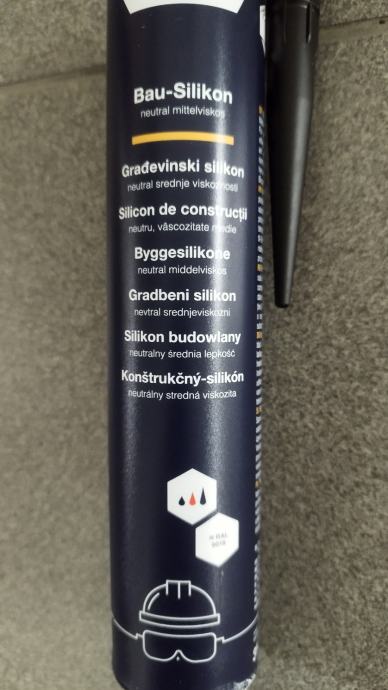 Bau-Silikon
neutral mittelviskos
Građevinski silikon
neutral srednje viskoznosti
Silicon de construcții
neutru, vâscozitate medie
Byggesilikone
neutral middelviskos
Gradbeni silikon
nevtral srednjeviskozni
Silikon budowlany
neutralny średnia lepkość
Konštrukčný-silikón
neutrálny stredná viskozita
RAL